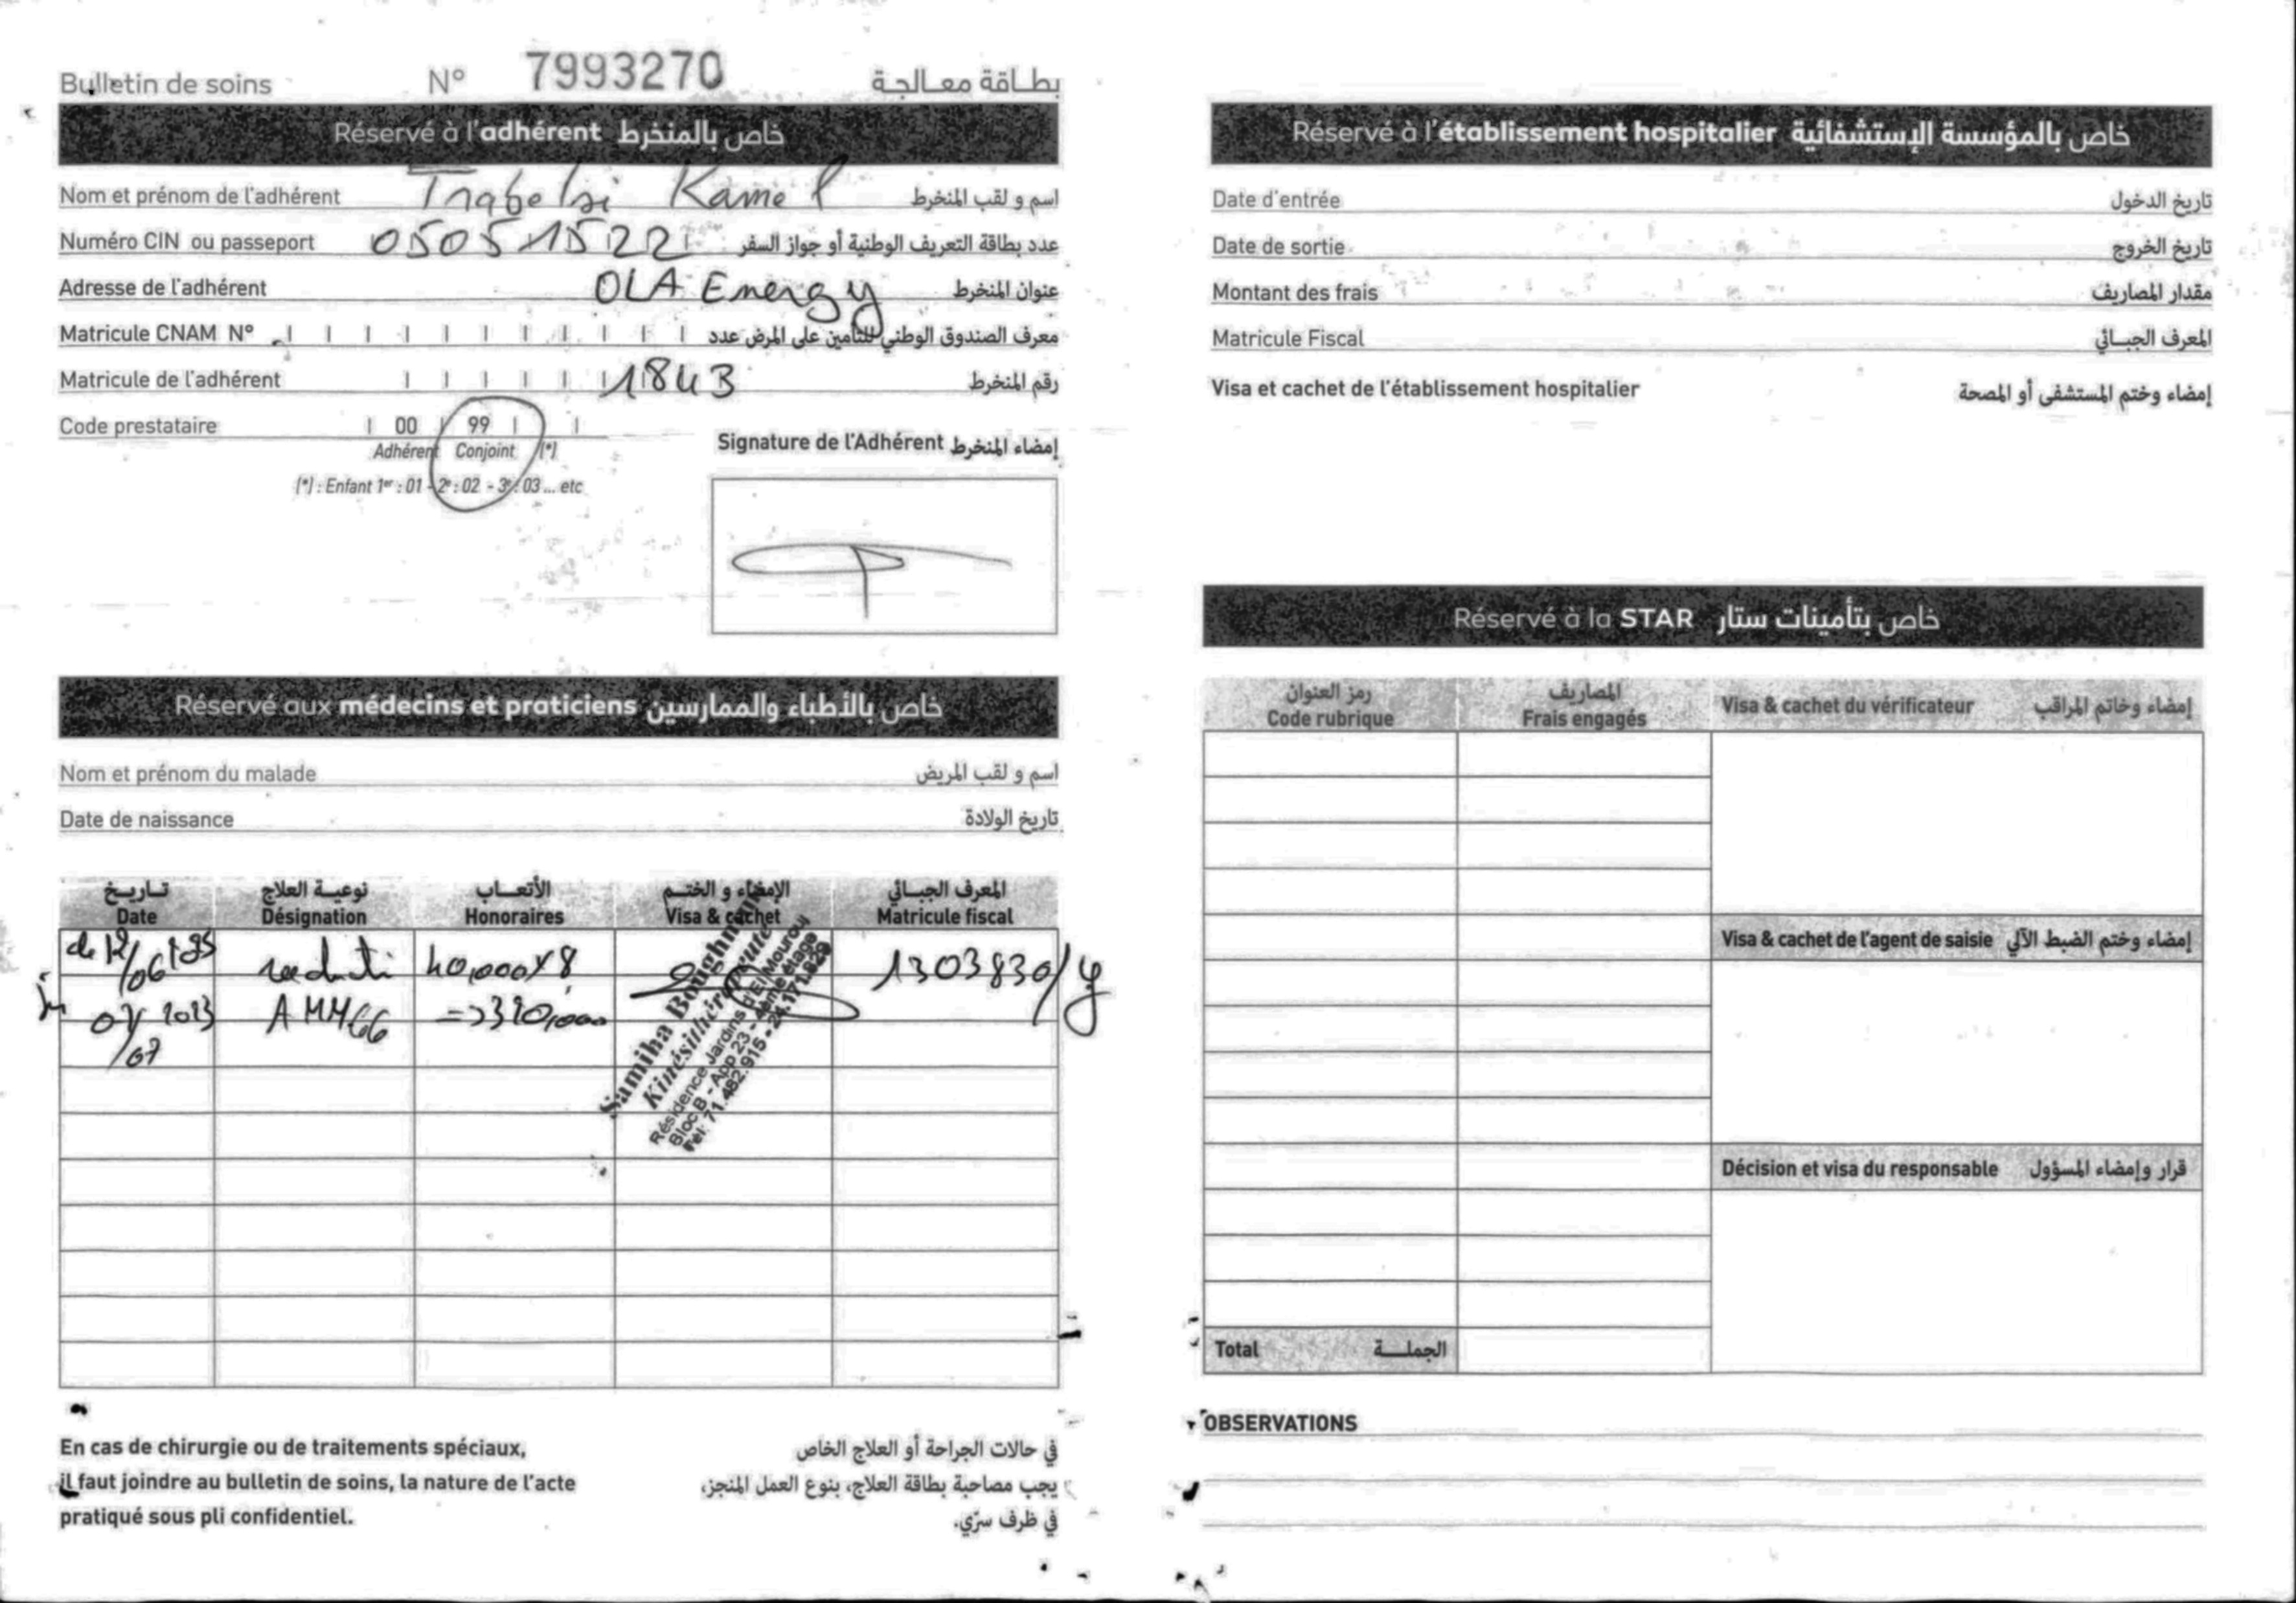 Bulletin de soins N° 7993270 بطاقة معالجة
Réservé à l'adhérent خاص بالمنخرط
Nom et prénom de l'adhérent Trabelsi Kamel اسم و لقب المنخرط
Numéro CIN ou passeport 05051522 عدد بطاقة التعريف الوطنية أو جواز السفر
Adresse de l'adhérent OLA Energy عنوان المنخرط
Matricule CNAM N° معرف الصندوق الوطني للتأمين على المرض عدد
Matricule de l'adhérent 1843 رقم المنخرط
Code prestataire 00 99
Adhérent Conjoint (*)
(*) : Enfant 1er : 01 - 2e : 02 - 3e : 03 ... etc
Signature de l'Adhérent إمضاء المنخرط
Réservé aux médecins et praticiens خاص بالأطباء والممارسين
Nom et prénom du malade اسم و لقب المريض
Date de naissance تاريخ الولادة
تاريخ نوعية العلاج الأتعاب الإمضاء و الختم المعرف الجبائي
Date Désignation Honoraires Visa & cachet Matricule fiscal
de 12/06 40,000 x 8 1303830/
07/07 2023 AMM66 => 320,000
Samiha
Kinésithérapeute
Résidence Jardins d'El Mourouj
Bloc B - App 23 - 4ème étage
Tél: 71.482.915 - 24.171.829
En cas de chirurgie ou de traitements spéciaux,
il faut joindre au bulletin de soins, la nature de l'acte
pratiqué sous pli confidentiel.
في حالات الجراحة أو العلاج الخاص
يجب مصاحبة بطاقة العلاج، بنوع العمل المنجز،
في ظرف سرّي.
Réservé à l'établissement hospitalier خاص بالمؤسسة الإستشفائية
Date d'entrée تاريخ الدخول
Date de sortie تاريخ الخروج
Montant des frais مقدار المصاريف
Matricule Fiscal المعرف الجبائي
Visa et cachet de l'établissement hospitalier إمضاء وختم المستشفى أو المصحة
Réservé à la STAR خاص بتأمينات ستار
رمز العنوان المصاريف
Code rubrique Frais engagés Visa & cachet du vérificateur إمضاء وخاتم المراقب
Visa & cachet de l'agent de saisie إمضاء وختم الضبط الآلي
Décision et visa du responsable قرار وإمضاء المسؤول
Total الجملة
OBSERVATIONS